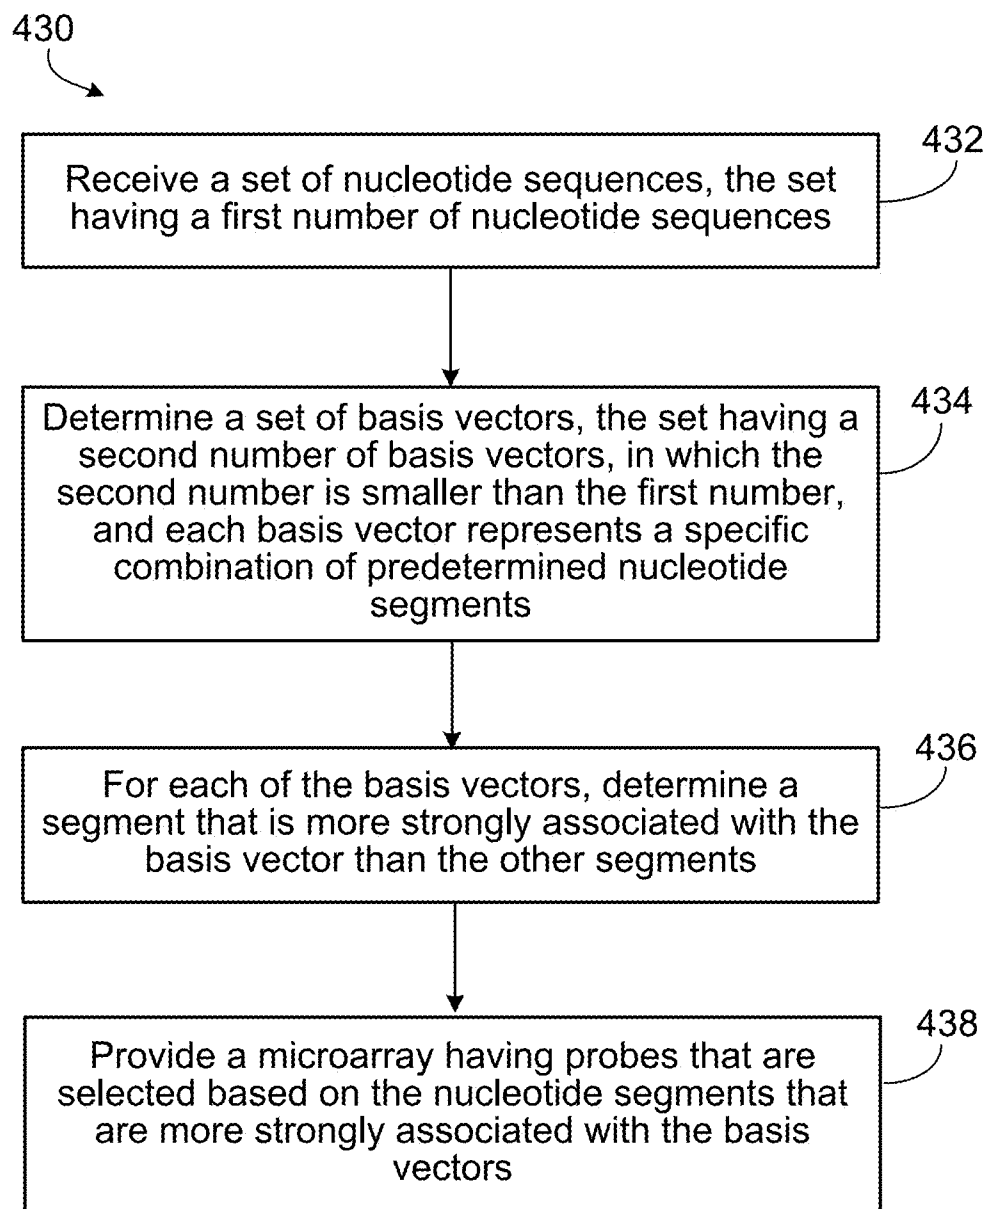 430
432
Receive a set of nucleotide sequences, the set
having a first number of nucleotide sequences
434
Determine a set of basis vectors, the set having a
second number of basis vectors, in which the
second number is smaller than the first number,
and each basis vector represents a specific
combination of predetermined nucleotide
segments
436
For each of the basis vectors, determine a
segment that is more strongly associated with the
basis vector than the other segments
438
Provide a microarray having probes that are
selected based on the nucleotide segments that
are more strongly associated with the basis
vectors